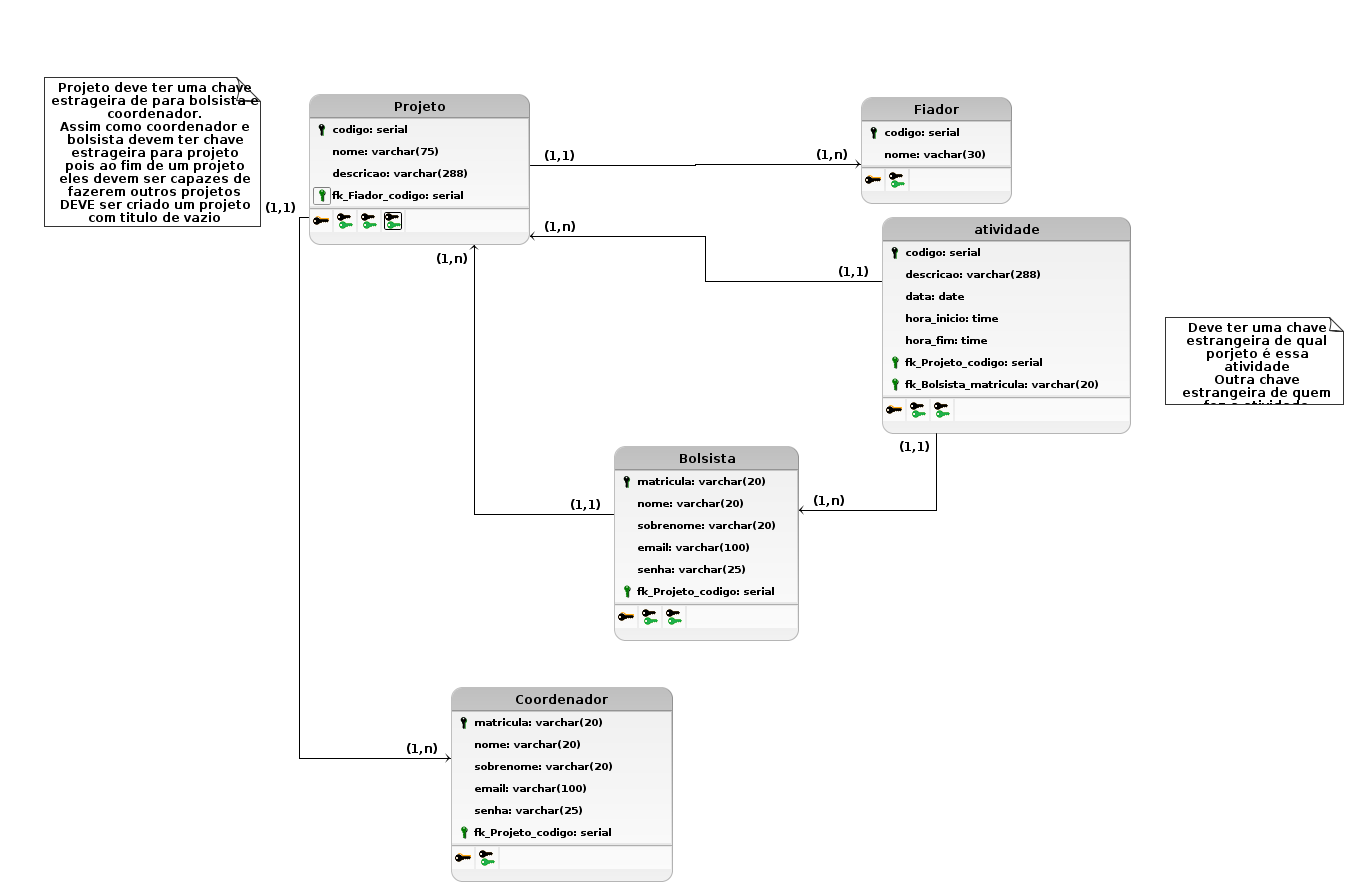 Projeto deve ter uma chave
estrageira de para bolsista e
coordenador.
Assim como coordenador e
bolsista devem ter chave
estrageira para projeto
pois ao fim de um projeto
eles devem ser capazes de
fazerem outros projetos
DEVE ser criado um projeto
com titulo de vazio
Projeto
codigo: serial
nome: varchar(75)
descricao: varchar(288)
fk_Fiador_codigo: serial
(1,1)
(1,n)
Fiador
codigo: serial
nome: vachar(30)
(1,1)
(1,n)
(1,n)
(1,1)
atividade
codigo: serial
descricao: varchar(288)
data: date
hora_inicio: time
hora_fim: time
fk_Projeto_codigo: serial
fk_Bolsista_matricula: varchar(20)
Deve ter uma chave
estrangeira de qual
porjeto é essa
atividade
Outra chave
estrangeira de quem
(1,1)
(1,n)
(1,1)
Bolsista
matricula: varchar(20)
nome: varchar(20)
sobrenome: varchar(20)
email: varchar(100)
senha: varchar(25)
fk_Projeto_codigo: serial
(1,n)
Coordenador
matricula: varchar(20)
nome: varchar(20)
sobrenome: varchar(20)
email: varchar(100)
senha: varchar(25)
fk_Projeto_codigo: serial